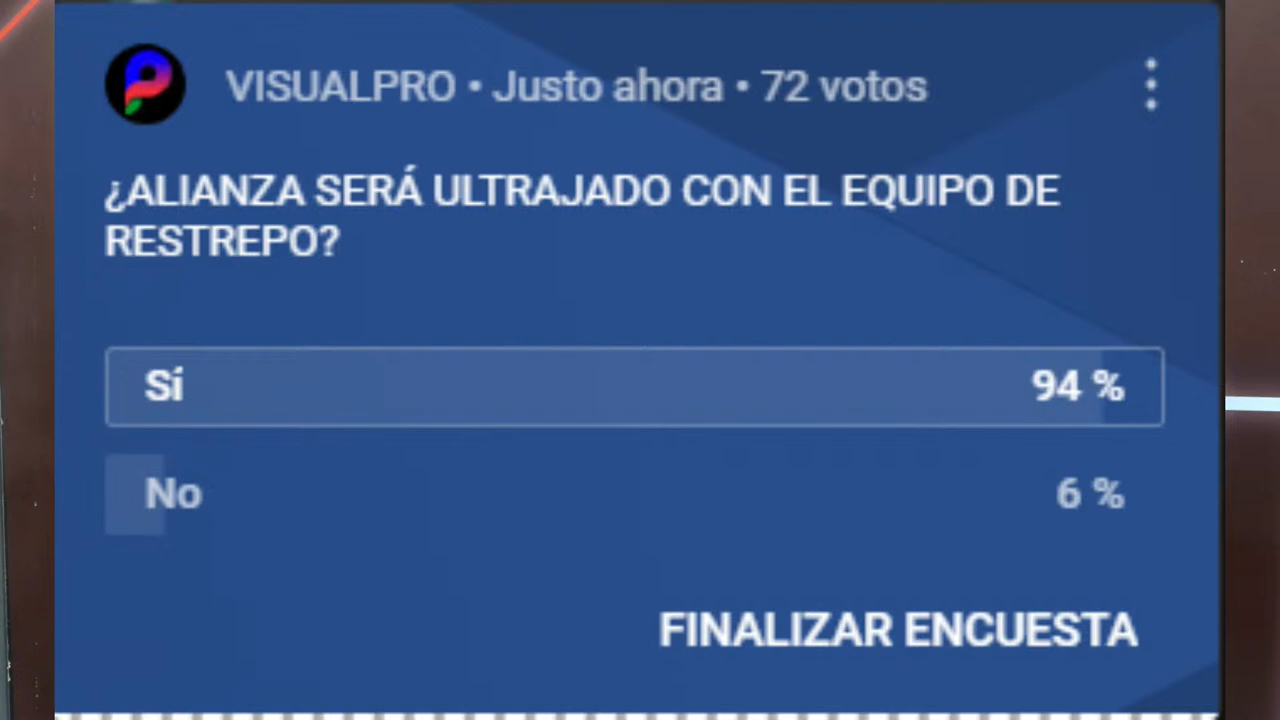 VISUALPRO • Justo ahora • 72 votos
¿ALIANZA SERÁ ULTRAJADO CON EL EQUIPO DE
RESTREPO?
Sí 94 %
No 6 %
FINALIZAR ENCUESTA